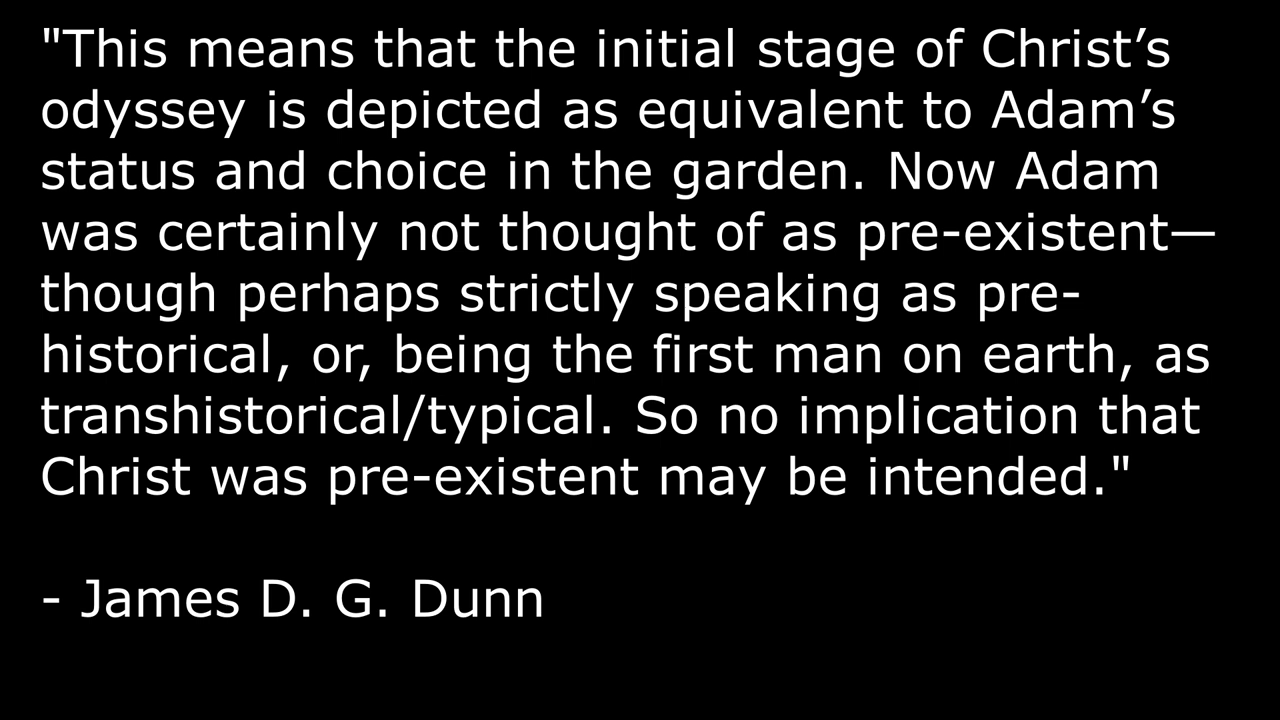 "This means that the initial stage of Christ’s
odyssey is depicted as equivalent to Adam’s
status and choice in the garden. Now Adam
was certainly not thought of as pre-existent—
though perhaps strictly speaking as pre-
historical, or, being the first man on earth, as
transhistorical/typical. So no implication that
Christ was pre-existent may be intended."
- James D. G. Dunn